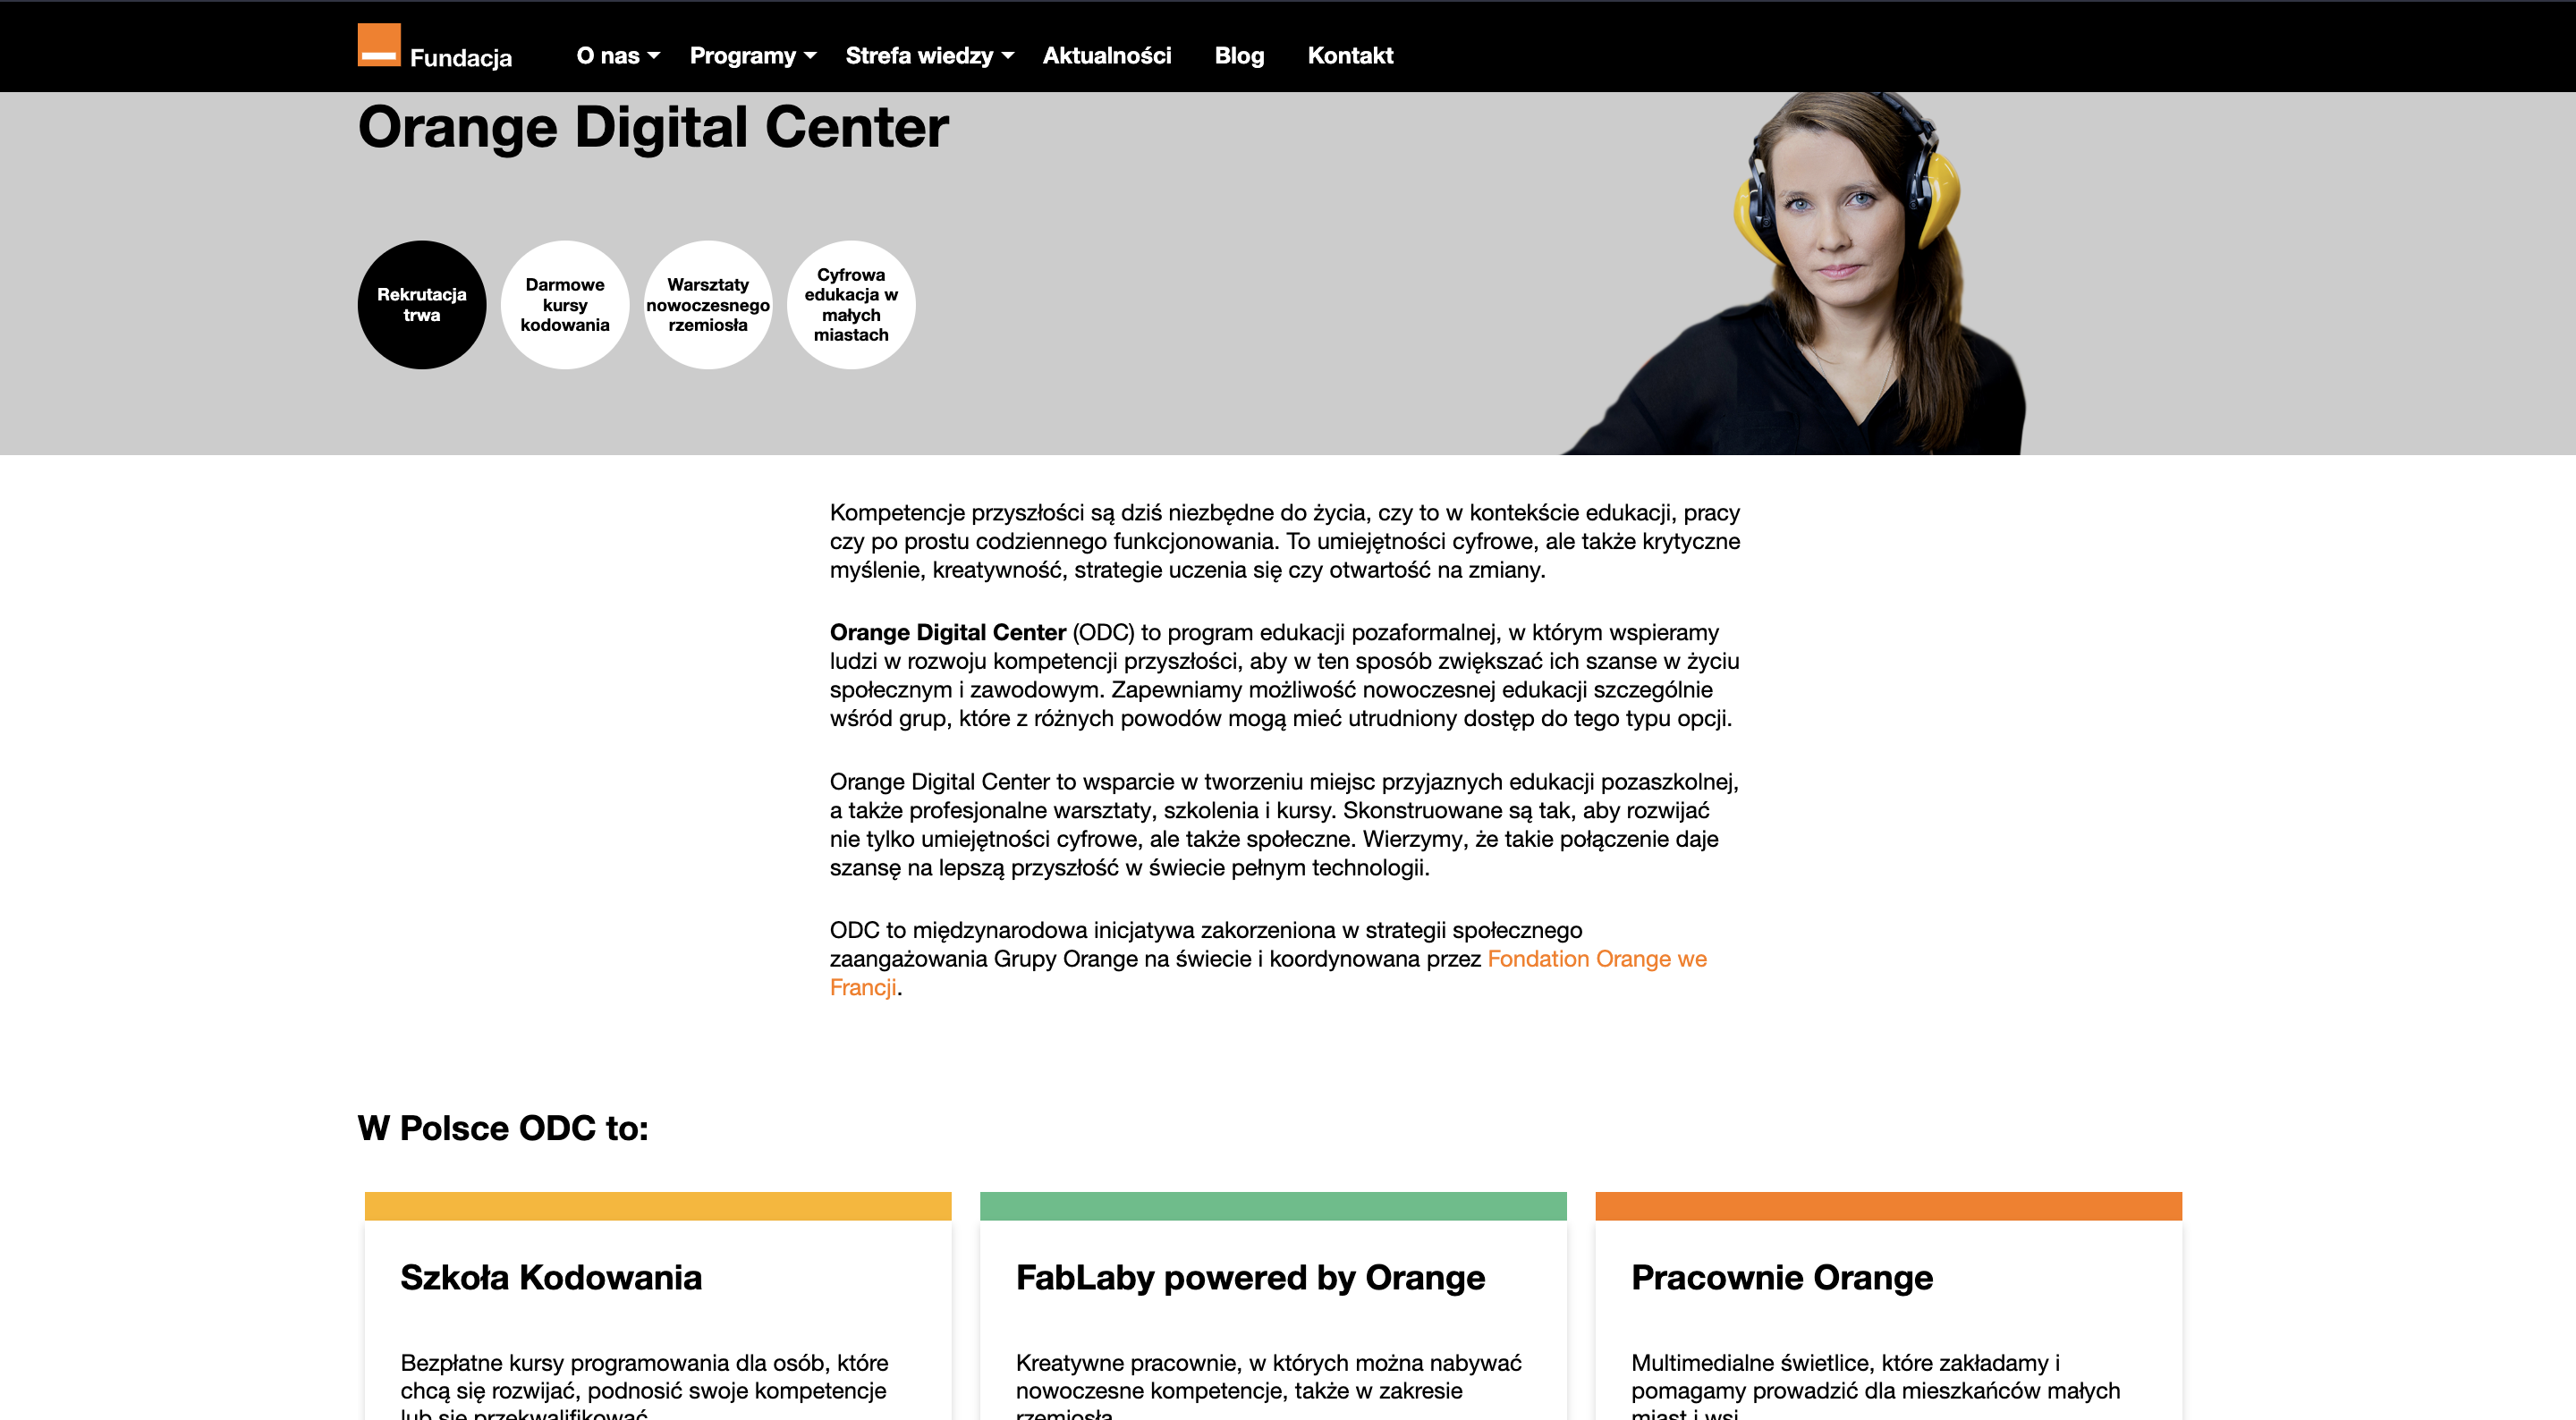 Fundacja
O nas
Programy
Strefa wiedzy
Aktualności
Blog
Kontakt
Orange Digital Center
Rekrutacja
trwa
Darmowe
kursy
kodowania
Warsztaty
nowoczesnego
rzemiosła
Cyfrowa
edukacja w
małych
miastach
Kompetencje przyszłości są dziś niezbędne do życia, czy to w kontekście edukacji, pracy
czy po prostu codziennego funkcjonowania. To umiejętności cyfrowe, ale także krytyczne
myślenie, kreatywność, strategie uczenia się czy otwartość na zmiany.
Orange Digital Center (ODC) to program edukacji pozaformalnej, w którym wspieramy
ludzi w rozwoju kompetencji przyszłości, aby w ten sposób zwiększać ich szanse w życiu
społecznym i zawodowym. Zapewniamy możliwość nowoczesnej edukacji szczególnie
wśród grup, które z różnych powodów mogą mieć utrudniony dostęp do tego typu opcji.
Orange Digital Center to wsparcie w tworzeniu miejsc przyjaznych edukacji pozaszkolnej,
a także profesjonalne warsztaty, szkolenia i kursy. Skonstruowane są tak, aby rozwijać
nie tylko umiejętności cyfrowe, ale także społeczne. Wierzymy, że takie połączenie daje
szansę na lepszą przyszłość w świecie pełnym technologii.
ODC to międzynarodowa inicjatywa zakorzeniona w strategii społecznego
zaangażowania Grupy Orange na świecie i koordynowana przez Fondation Orange we
Francji.
W Polsce ODC to:
Szkoła Kodowania
Bezpłatne kursy programowania dla osób, które
chcą się rozwijać, podnosić swoje kompetencje
lub się przekwalifikować
FabLaby powered by Orange
Kreatywne pracownie, w których można nabywać
nowoczesne kompetencje, także w zakresie
rzemiosła
Pracownie Orange
Multimedialne świetlice, które zakładamy i
pomagamy prowadzić dla mieszkańców małych
miast i wsi